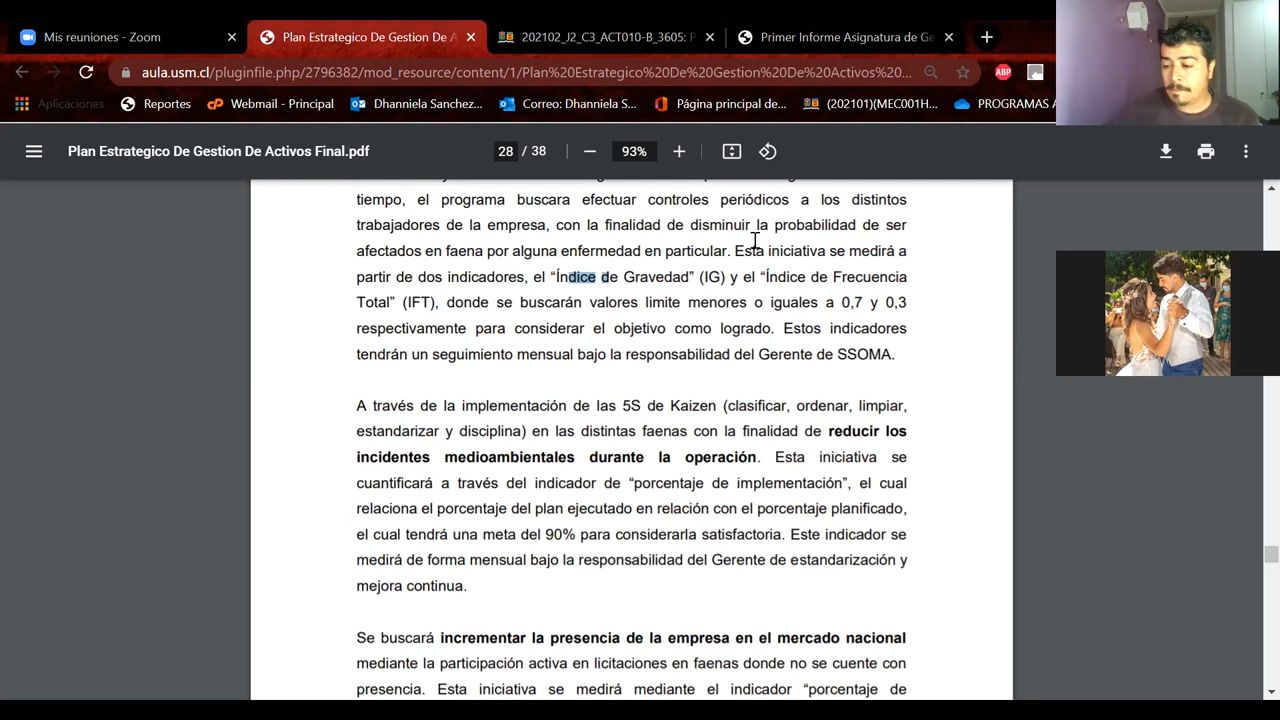 Mis reuniones - Zoom
Plan Estrategico De Gestion De A
202102_J2_C3_ACT010-B_3605: P
Primer Informe Asignatura de Ge
aula.usm.cl/pluginfile.php/2796382/mod_resource/content/1/Plan%20Estrategico%20De%20Gestion%20De%20Activos%20...
ABP
Aplicaciones
Reportes
Webmail - Principal
Dhanniela Sanchez...
Correo: Dhanniela S...
Página principal de...
(202101)(MEC001H...
PROGRAMAS A
Plan Estrategico De Gestion De Activos Final.pdf
28 / 38
93%
tiempo, el programa buscara efectuar controles periódicos a los distintos
trabajadores de la empresa, con la finalidad de disminuir la probabilidad de ser
afectados en faena por alguna enfermedad en particular. Esta iniciativa se medirá a
partir de dos indicadores, el “Índice de Gravedad” (IG) y el “Índice de Frecuencia
Total” (IFT), donde se buscarán valores limite menores o iguales a 0,7 y 0,3
respectivamente para considerar el objetivo como logrado. Estos indicadores
tendrán un seguimiento mensual bajo la responsabilidad del Gerente de SSOMA.
A través de la implementación de las 5S de Kaizen (clasificar, ordenar, limpiar,
estandarizar y disciplina) en las distintas faenas con la finalidad de reducir los
incidentes medioambientales durante la operación. Esta iniciativa se
cuantificará a través del indicador de “porcentaje de implementación”, el cual
relaciona el porcentaje del plan ejecutado en relación con el porcentaje planificado,
el cual tendrá una meta del 90% para considerarla satisfactoria. Este indicador se
medirá de forma mensual bajo la responsabilidad del Gerente de estandarización y
mejora continua.
Se buscará incrementar la presencia de la empresa en el mercado nacional
mediante la participación activa en licitaciones en faenas donde no se cuente con
presencia. Esta iniciativa se medirá mediante el indicador “porcentaje de